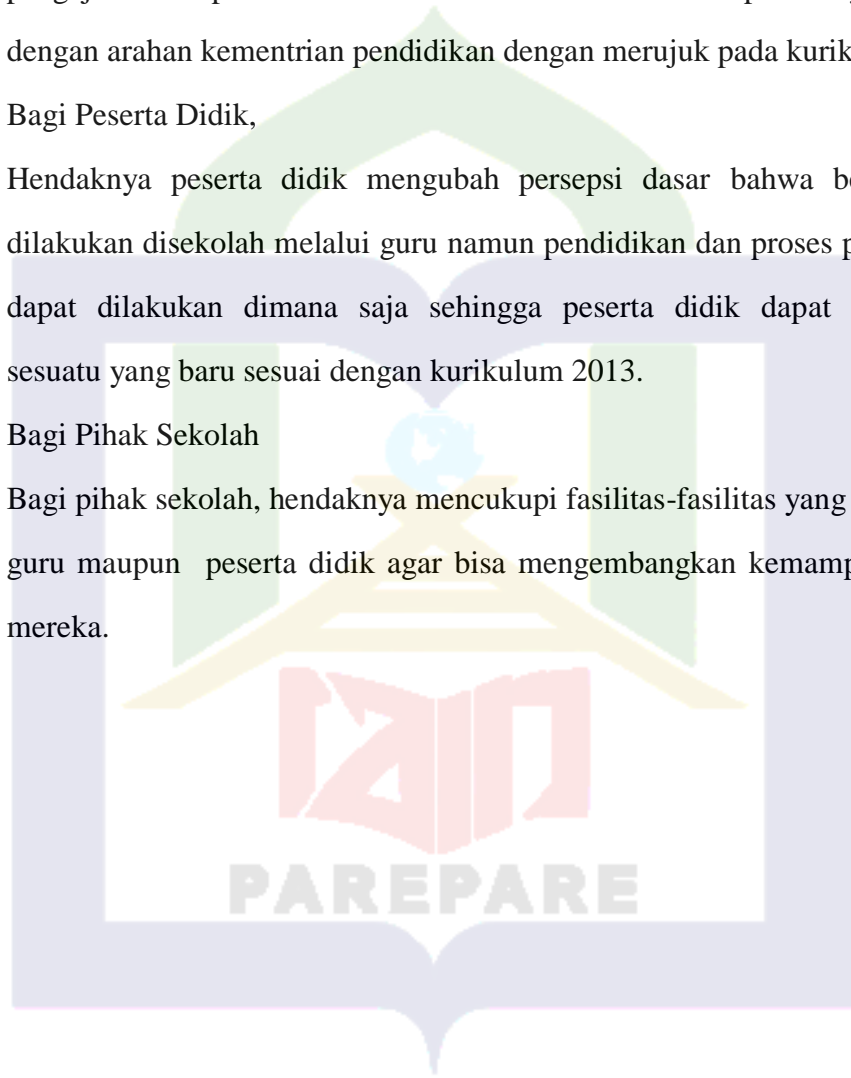 dengan arahan kementrian pendidikan dengan merujuk pada
Bagi Peserta Didik,
Hendaknya peserta didik mengubah persepsi dasar bahwa
dilakukan disekolah melalui guru namun pendidikan dan proses
dapat dilakukan dimana saja sehingga peserta didik dapat
sesuatu yang baru sesuai dengan kurikulum 2013.
Bagi Pihak Sekolah
Bagi pihak sekolah, hendaknya mencukupi fasilitas-fasilitas yang
guru maupun peserta didik agar bisa mengembangkan
mereka.
iain
PAREPARE